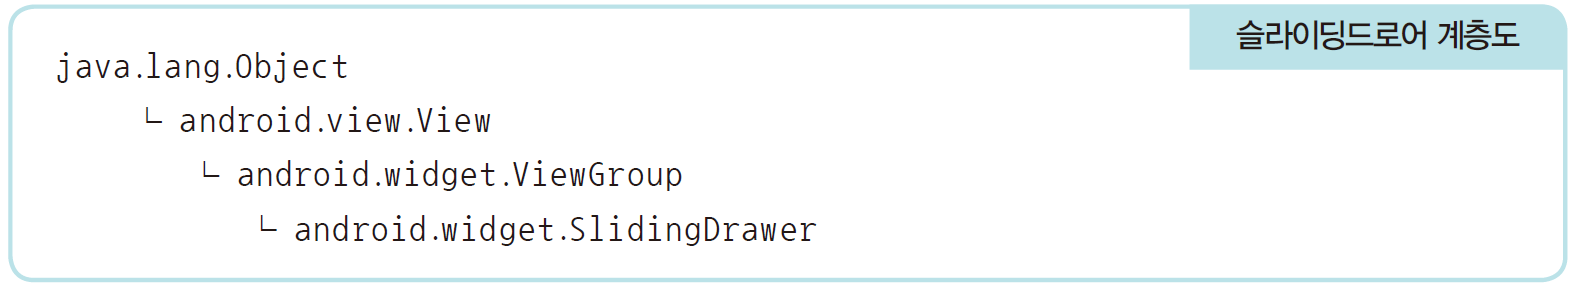 슬라이딩드로어 계층도
java.lang.Object
└ android.view.View
└ android.widget.ViewGroup
└ android.widget.SlidingDrawer